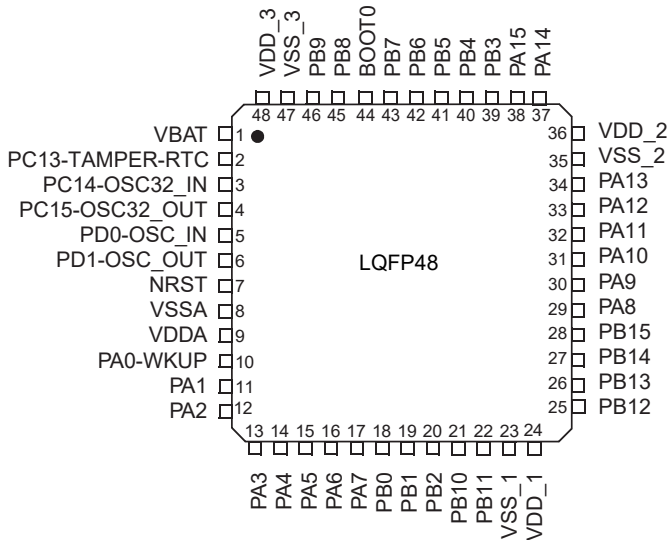 VDD_3
VSS_3
PB9
PB8
BOOT0
PB7
PB6
PB5
PB4
PB3
PA15
PA14
48 47 46 45 44 43 42 41 40 39 38 37
VBAT 1
PC13-TAMPER-RTC 2
PC14-OSC32_IN 3
PC15-OSC32_OUT 4
PD0-OSC_IN 5
PD1-OSC_OUT 6
NRST 7
VSSA 8
VDDA 9
PA0-WKUP 10
PA1 11
PA2 12
LQFP48
36 VDD_2
35 VSS_2
34 PA13
33 PA12
32 PA11
31 PA10
30 PA9
29 PA8
28 PB15
27 PB14
26 PB13
25 PB12
13 14 15 16 17 18 19 20 21 22 23 24
PA3
PA4
PA5
PA6
PA7
PB0
PB1
PB2
PB10
PB11
VSS_1
VDD_1